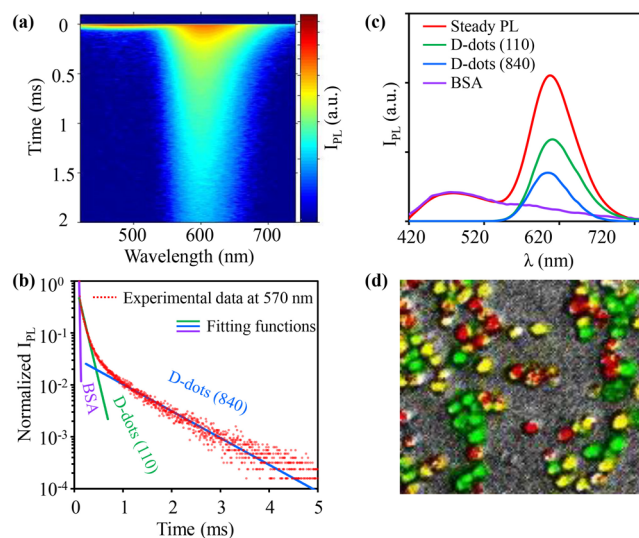 (a)
0
0.5
1
1.5
2
Time (ms)
500
600
700
Wavelength (nm)
I_PL (a.u.)
(c)
Steady PL
D-dots (110)
D-dots (840)
BSA
I_PL (a.u.)
420
520
620
720
λ (nm)
(b)
10^0
10^-1
10^-2
10^-3
10^-4
Normalized I_PL
Experimental data at 570 nm
Fitting functions
BSA
D-dots (110)
D-dots (840)
0
1
2
3
4
5
Time (ms)
(d)